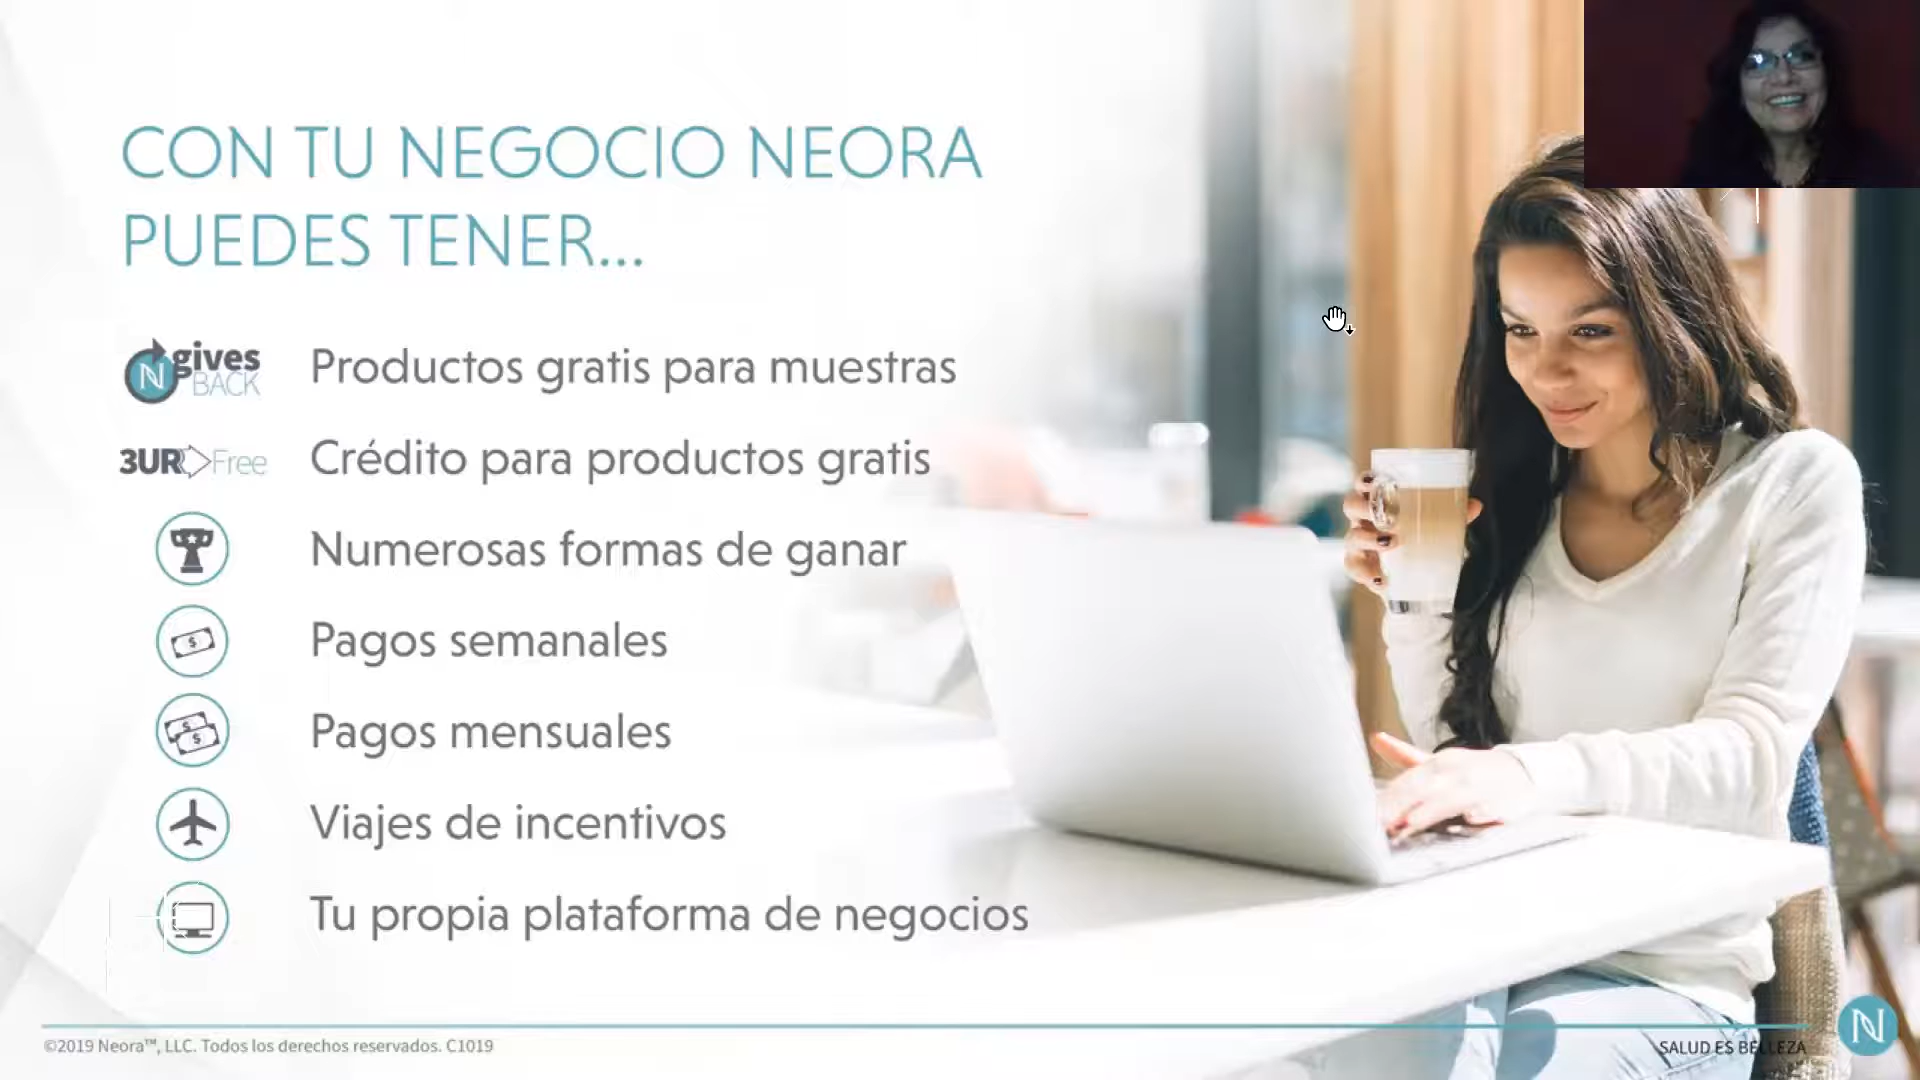 CON TU NEGOCIO NEORA
PUEDES TENER...
N gives
BACK
Productos gratis para muestras
3UR Free
Crédito para productos gratis
Numerosas formas de ganar
$
Pagos semanales
$ $
Pagos mensuales
Viajes de incentivos
Tu propia plataforma de negocios
©2019 Neora™, LLC. Todos los derechos reservados. C1019
SALUD ES BELLEZA
N